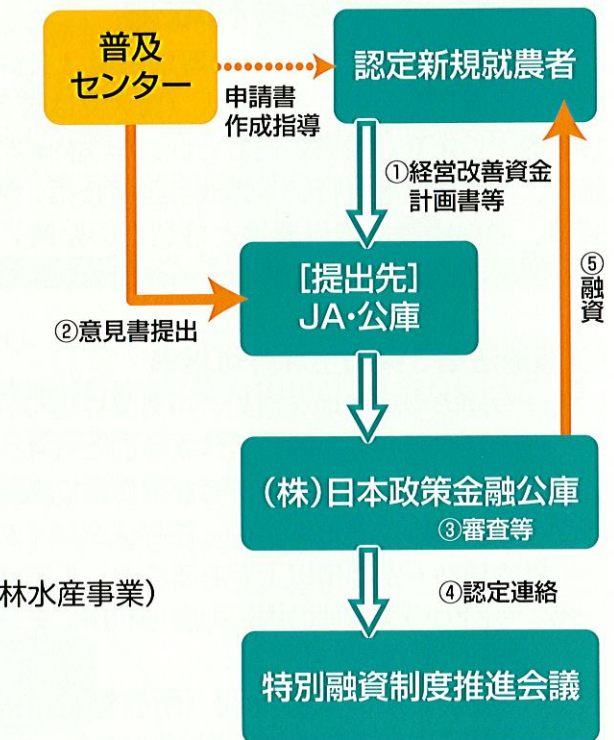 普及
センター
認定新規就農者
申請書
作成指導
①経営改善資金
計画書等
[提出先]
JA・公庫
②意見書提出
⑤融資
(株)日本政策金融公庫
③審査等
林水産事業)
④認定連絡
特別融資制度推進会議